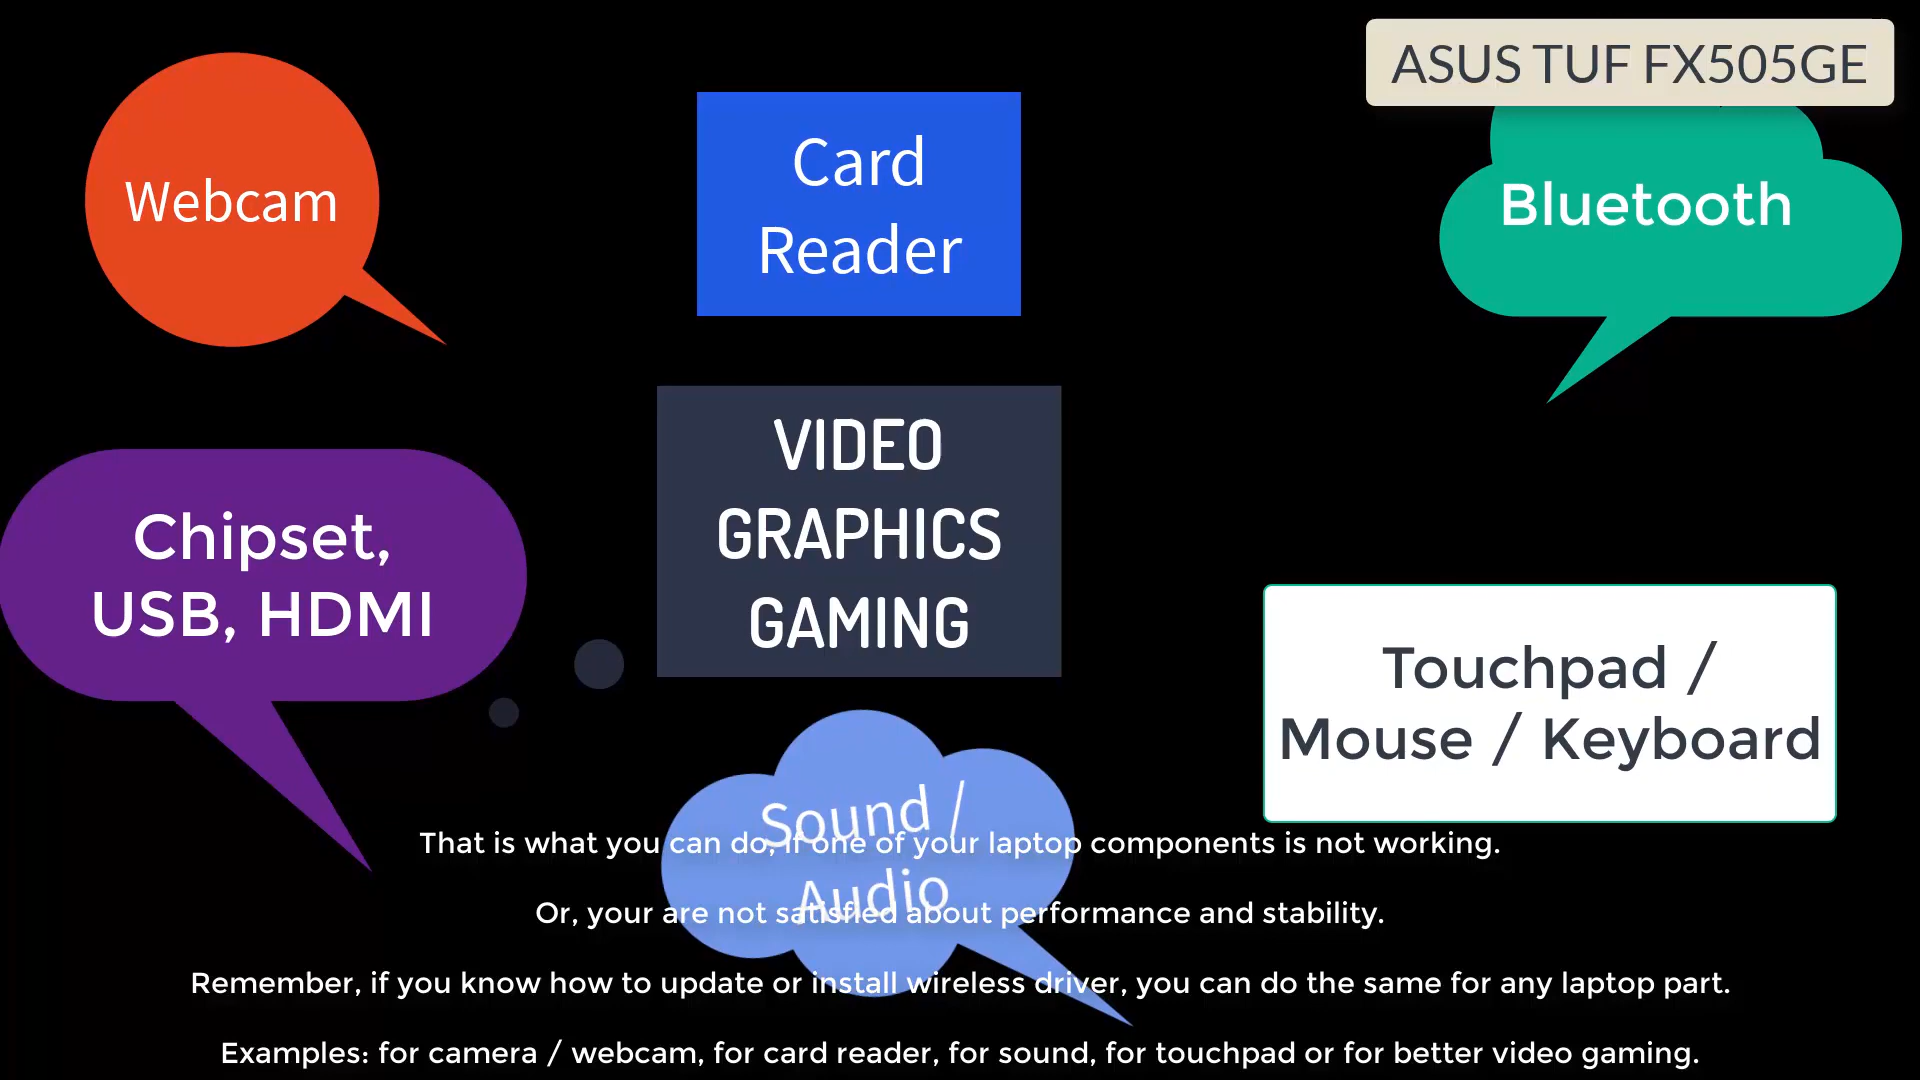 ASUS TUF FX505GE
Webcam
Card
Reader
Bluetooth
Chipset,
USB, HDMI
VIDEO
GRAPHICS
GAMING
Touchpad /
Mouse / Keyboard
Sound /
Audio
That is what you can do, if one of your laptop components is not working.
Or, your are not satisfied about performance and stability.
Remember, if you know how to update or install wireless driver, you can do the same for any laptop part.
Examples: for camera / webcam, for card reader, for sound, for touchpad or for better video gaming.